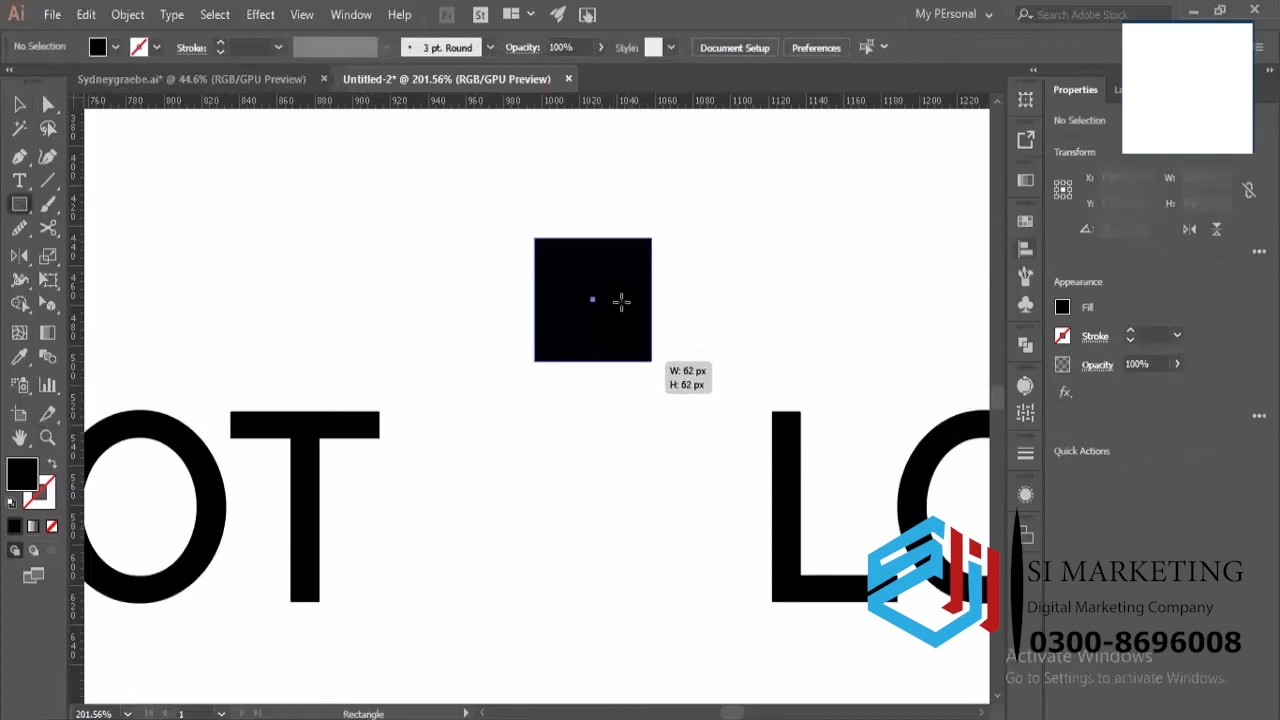 Ai File Edit Object Type Select Effect View Window Help Br St My PErsonal Search Adobe Stock
No Selection Stroke: 3 pt. Round Opacity: 100% Style: Document Setup Preferences
Sydneygraebe.ai* @ 44.6% (RGB/GPU Preview) × Untitled-2* @ 201.56% (RGB/GPU Preview) ×
760 780 800 820 840 860 880 900 920 940 960 980 1000 1020 1040 1060 1080 1100 1120 1140 1160 1180 1200 1220
Properties
No Selection
Transform
X: W:
Y: H:
Appearance
Fill
Stroke
Opacity 100%
fx.
Quick Actions
W: 62 px
H: 62 px
OT LO
SI MARKETING
Digital Marketing Company
0300-8696008
Activate Windows
Go to Settings to activate Windows.
201.56% 1 Rectangle